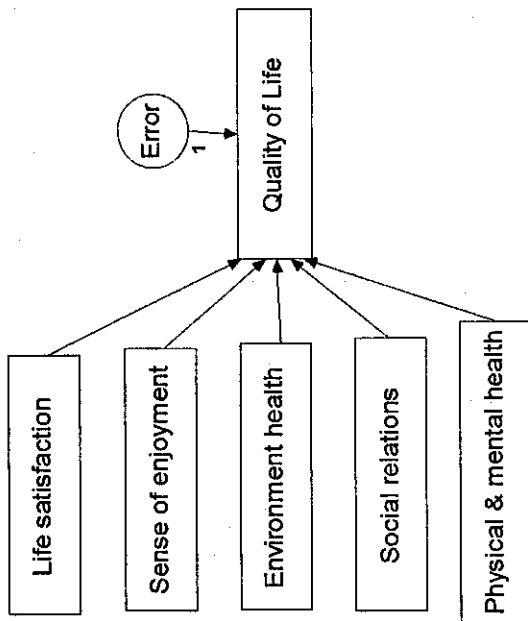 Life satisfaction
Sense of enjoyment
Environment health
Social relations
Physical & mental health
Error
1
Quality of Life